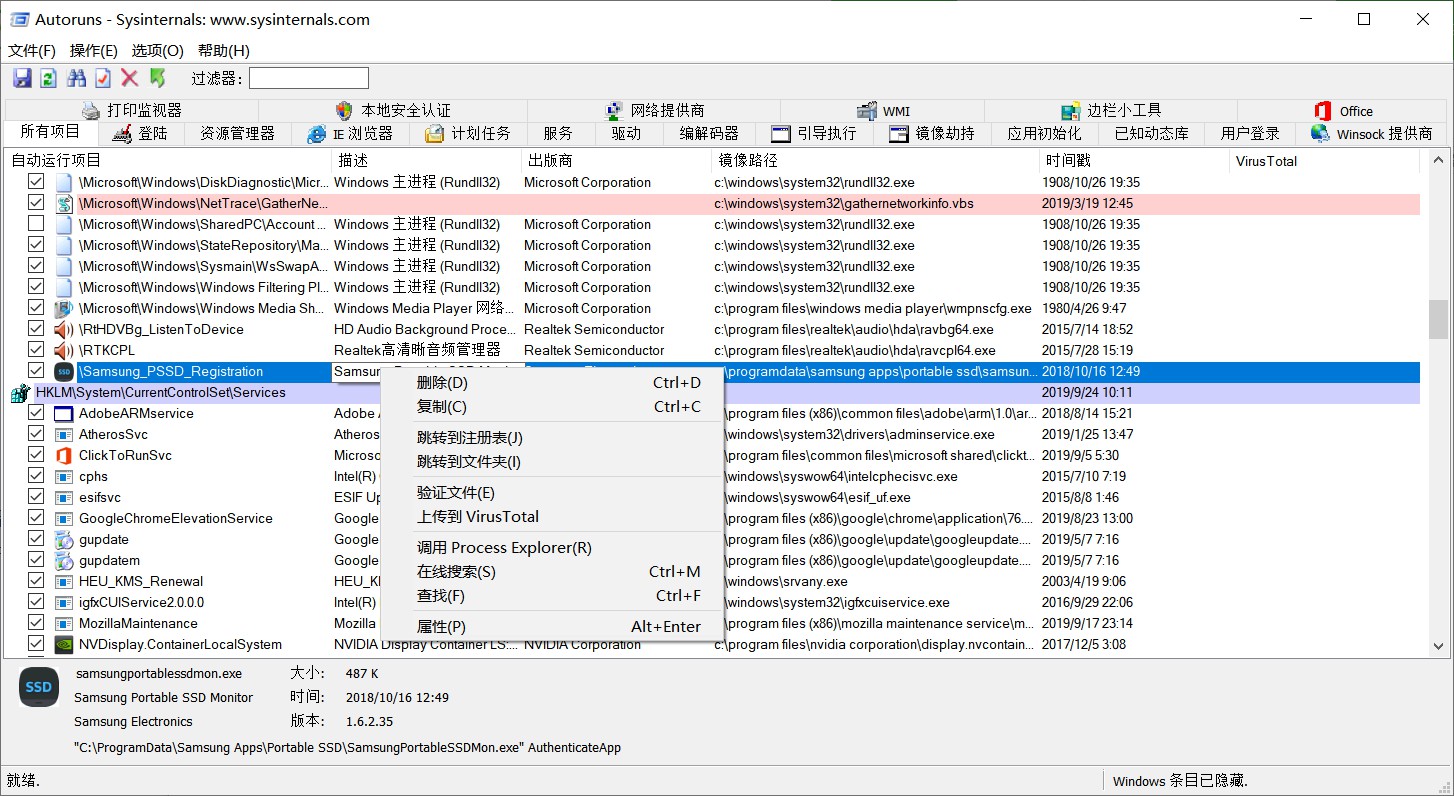 Autoruns - Sysinternals: www.sysinternals.com
文件(F) 操作(E) 选项(O) 帮助(H)
过滤器:
打印监视器 本地安全认证 网络提供商 WMI 边栏小工具 Office
所有项目 登陆 资源管理器 IE 浏览器 计划任务 服务 驱动 编解码器 引导执行 镜像劫持 应用初始化 已知动态库 用户登录 Winsock 提供商
自动运行项目 描述 出版商 镜像路径 时间戳 VirusTotal
\Microsoft\Windows\DiskDiagnostic\Micr... Windows 主进程 (Rundll32) Microsoft Corporation c:\windows\system32\rundll32.exe 1908/10/26 19:35
\Microsoft\Windows\NetTrace\GatherNe... c:\windows\system32\gathernetworkinfo.vbs 2019/3/19 12:45
\Microsoft\Windows\SharedPC\Account ... Windows 主进程 (Rundll32) Microsoft Corporation c:\windows\system32\rundll32.exe 1908/10/26 19:35
\Microsoft\Windows\StateRepository\Ma... Windows 主进程 (Rundll32) Microsoft Corporation c:\windows\system32\rundll32.exe 1908/10/26 19:35
\Microsoft\Windows\Sysmain\WsSwapA... Windows 主进程 (Rundll32) Microsoft Corporation c:\windows\system32\rundll32.exe 1908/10/26 19:35
\Microsoft\Windows\Windows Filtering Pl... Windows 主进程 (Rundll32) Microsoft Corporation c:\windows\system32\rundll32.exe 1908/10/26 19:35
\Microsoft\Windows\Windows Media Sh... Windows Media Player 网络... Microsoft Corporation c:\program files\windows media player\wmpnscfg.exe 1980/4/26 9:47
\RtHDVBg_ListenToDevice HD Audio Background Proce... Realtek Semiconductor c:\program files\realtek\audio\hda\ravbg64.exe 2015/7/14 18:52
\RTKCPL Realtek高清晰音频管理器 Realtek Semiconductor c:\program files\realtek\audio\hda\ravcpl64.exe 2015/7/28 15:19
\Samsung_PSSD_Registration Samsu \programdata\samsung apps\portable ssd\samsun... 2018/10/16 12:49
HKLM\System\CurrentControlSet\Services 2019/9/24 10:11
AdobeARMservice Adobe A \program files (x86)\common files\adobe\arm\1.0\ar... 2018/8/14 15:21
AtherosSvc Atheros \windows\system32\drivers\adminservice.exe 2019/1/25 13:47
ClickToRunSvc Microso \program files\common files\microsoft shared\clickt... 2019/9/5 5:30
cphs Intel(R) \windows\syswow64\intelcphecisvc.exe 2015/7/10 7:19
esifsvc ESIF Up \windows\syswow64\esif_uf.exe 2015/8/8 1:46
GoogleChromeElevationService Google \program files (x86)\google\chrome\application\76.... 2019/8/23 13:00
gupdate Google \program files (x86)\google\update\googleupdate.... 2019/5/7 7:16
gupdatem Google \program files (x86)\google\update\googleupdate.... 2019/5/7 7:16
HEU_KMS_Renewal HEU_K \windows\srvany.exe 2003/4/19 9:06
igfxCUIService2.0.0.0 Intel(R) \windows\system32\igfxcuiservice.exe 2016/9/29 22:06
MozillaMaintenance Mozilla \program files (x86)\mozilla maintenance service\m... 2019/9/17 23:14
NVDisplay.ContainerLocalSystem NVIDIA Display Container LS:... NVIDIA Corporation c:\program files\nvidia corporation\display.nvcontain... 2017/12/5 3:08
删除(D) Ctrl+D
复制(C) Ctrl+C
跳转到注册表(J)
跳转到文件夹(I)
验证文件(E)
上传到 VirusTotal
调用 Process Explorer(R)
在线搜索(S) Ctrl+M
查找(F) Ctrl+F
属性(P) Alt+Enter
SSD
samsungportablessdmon.exe 大小: 487 K
Samsung Portable SSD Monitor 时间: 2018/10/16 12:49
Samsung Electronics 版本: 1.6.2.35
"C:\ProgramData\Samsung Apps\Portable SSD\SamsungPortableSSDMon.exe" AuthenticateApp
就绪. Windows 条目已隐藏.